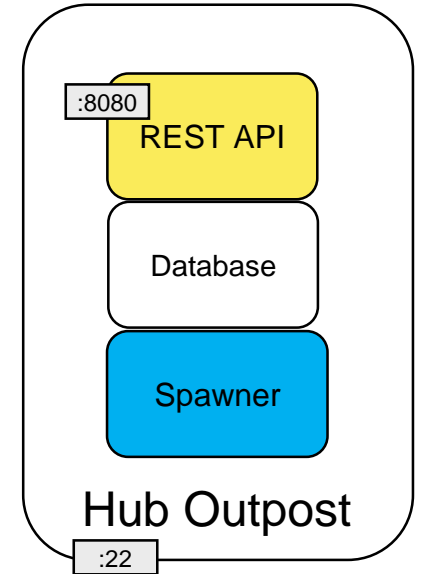 :8080
REST API
Database
Spawner
Hub Outpost
:22